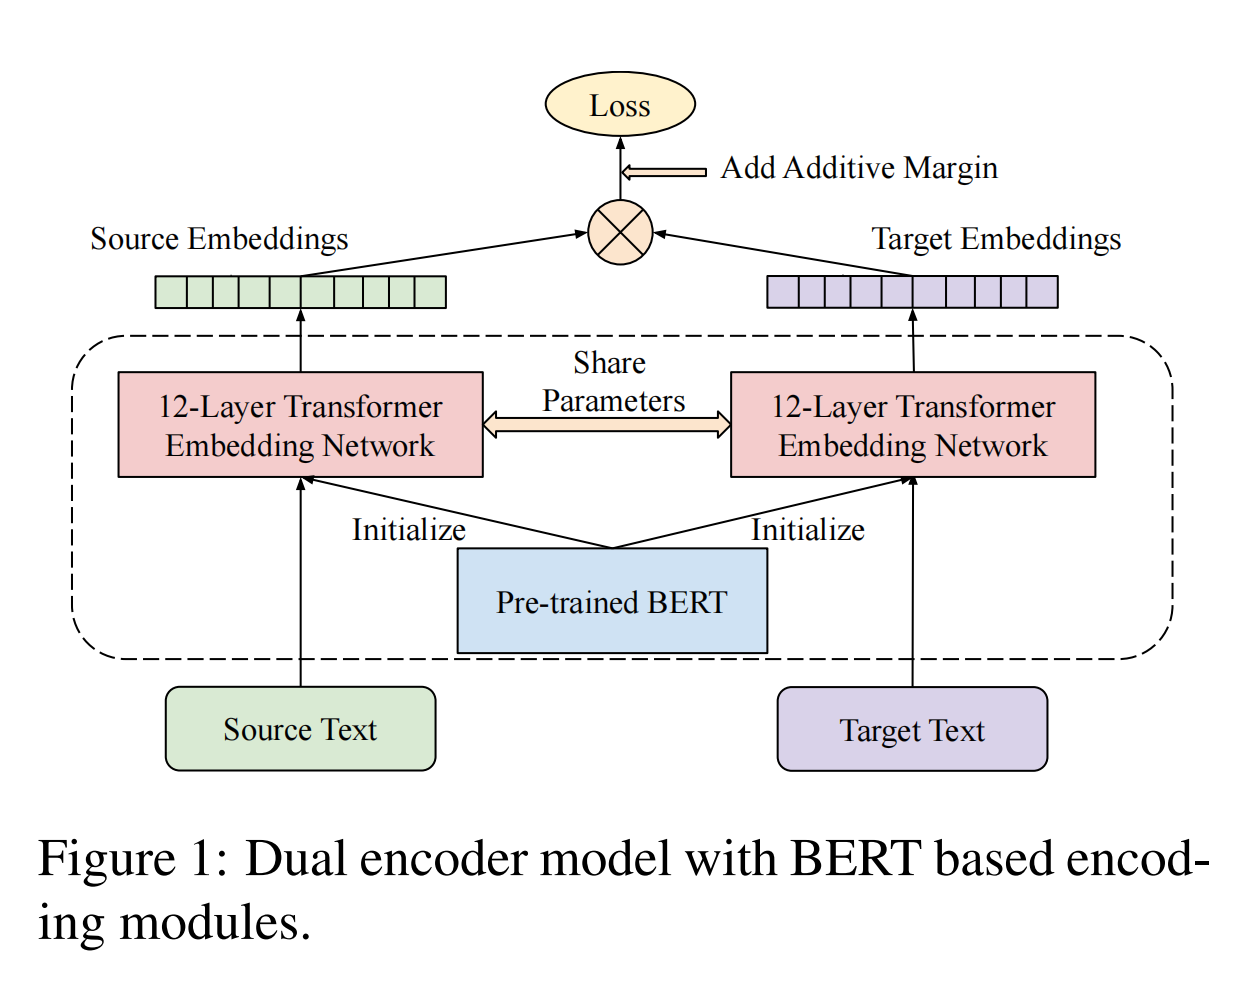 Loss
Add Additive Margin
Source Embeddings
Target Embeddings
Share
Parameters
12-Layer Transformer
Embedding Network
12-Layer Transformer
Embedding Network
Initialize
Initialize
Pre-trained BERT
Source Text
Target Text
Figure 1: Dual encoder model with BERT based encod-
ing modules.